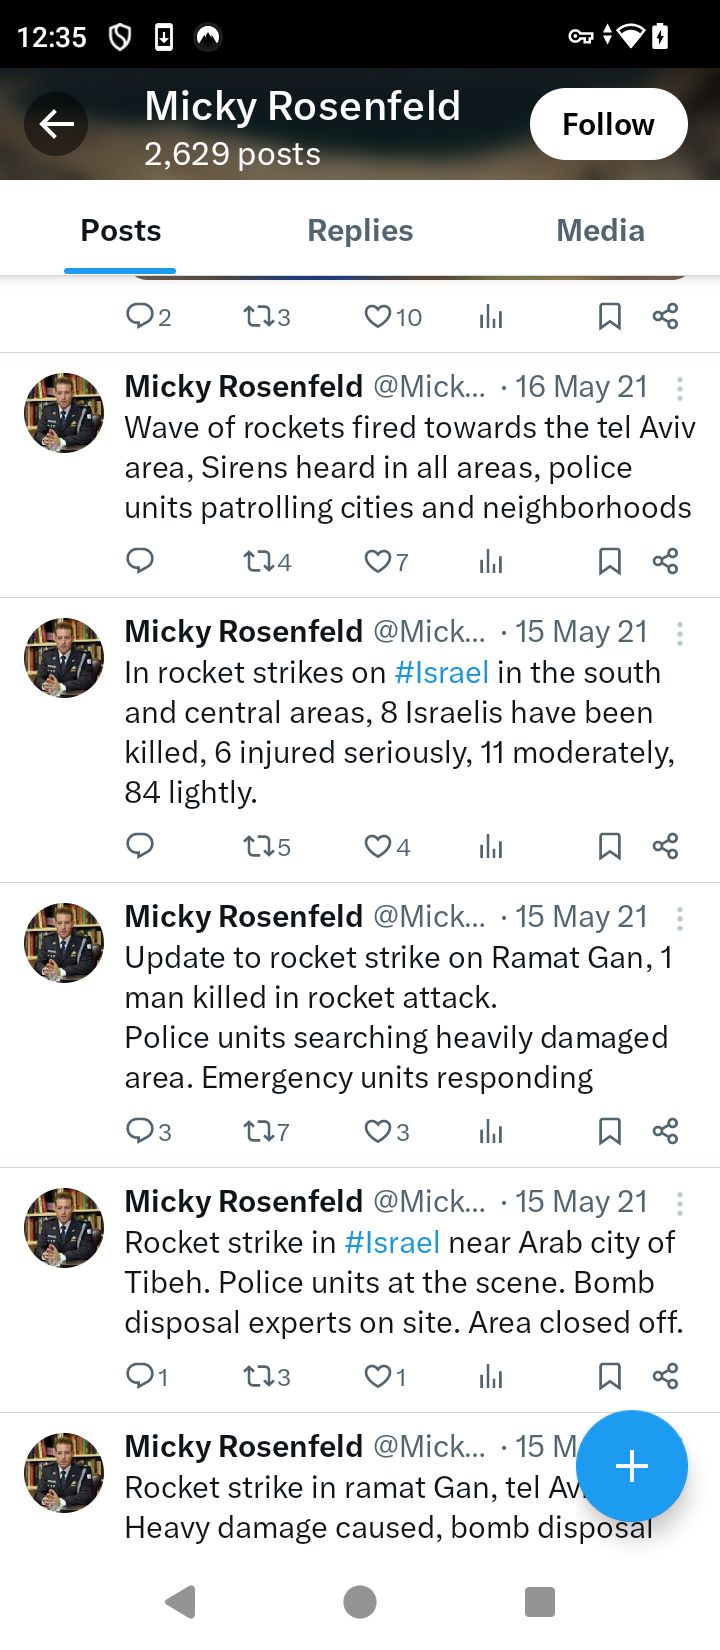 12:35
Micky Rosenfeld
2,629 posts
Follow
Posts Replies Media
2 3 10
Micky Rosenfeld @Mick... · 16 May 21
Wave of rockets fired towards the tel Aviv
area, Sirens heard in all areas, police
units patrolling cities and neighborhoods
4 7
Micky Rosenfeld @Mick... · 15 May 21
In rocket strikes on #Israel in the south
and central areas, 8 Israelis have been
killed, 6 injured seriously, 11 moderately,
84 lightly.
5 4
Micky Rosenfeld @Mick... · 15 May 21
Update to rocket strike on Ramat Gan, 1
man killed in rocket attack.
Police units searching heavily damaged
area. Emergency units responding
3 7 3
Micky Rosenfeld @Mick... · 15 May 21
Rocket strike in #Israel near Arab city of
Tibeh. Police units at the scene. Bomb
disposal experts on site. Area closed off.
1 3 1
Micky Rosenfeld @Mick... · 15
Rocket strike in ramat Gan, tel
Heavy damage caused, bomb disposal